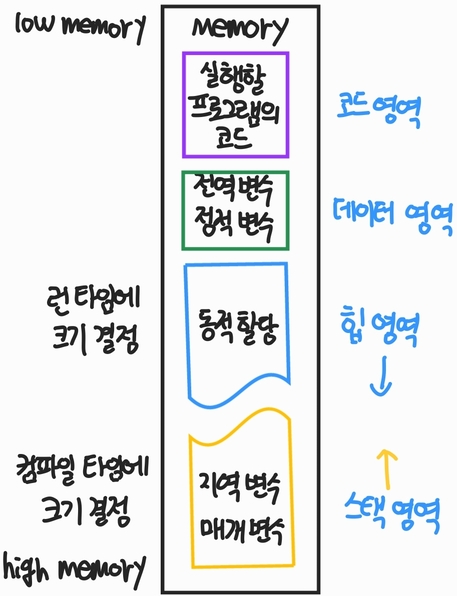 low memory
memory
실행할
프로그램의
코드
코드 영역
전역 변수
정적 변수
데이터 영역
런 타임에
크기 결정
동적 할당
힙 영역
컴파일 타임에
크기 결정
지역 변수
매개 변수
스택 영역
high memory